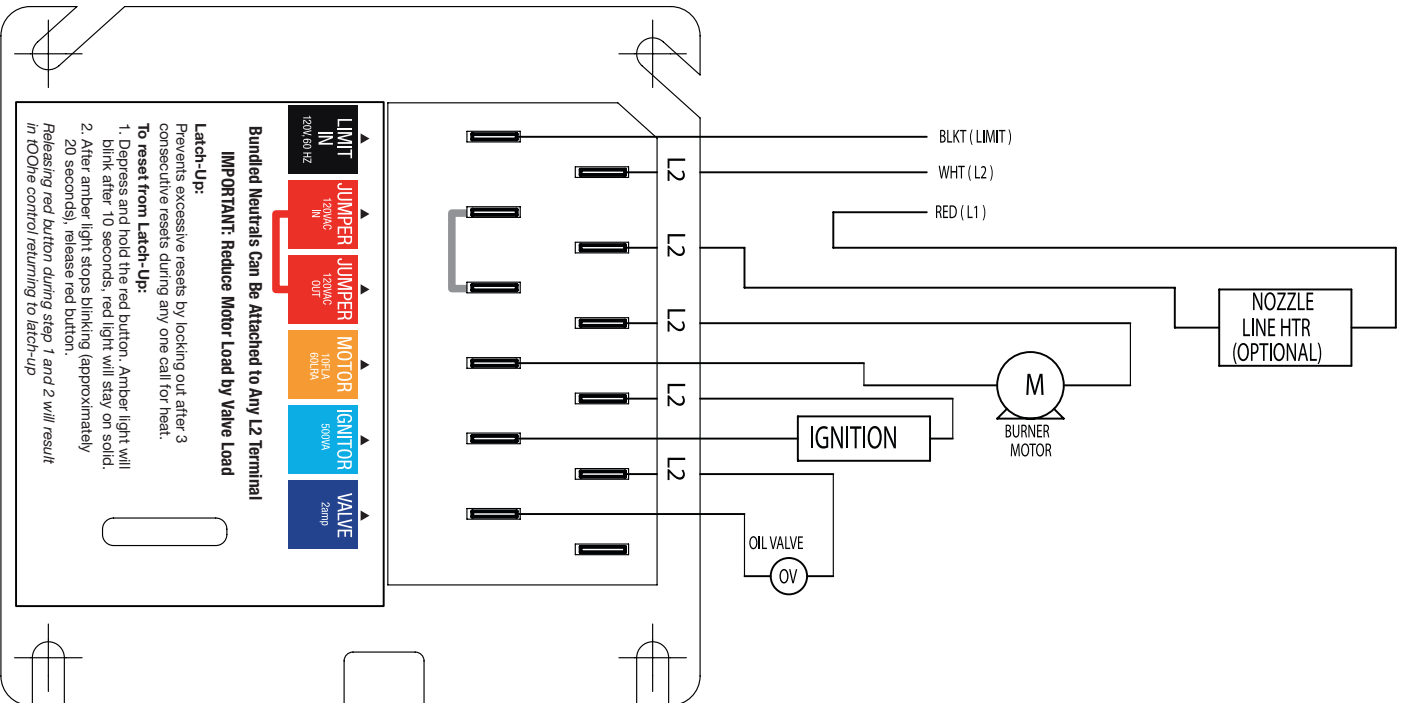 LIMIT
IN
120V, 60 HZ
JUMPER
120VAC
IN
JUMPER
120VAC
OUT
MOTOR
10FLA
60LRA
IGNITOR
500VA
VALVE
2amp
Bundled Neutrals Can Be Attached to Any L2 Terminal
IMPORTANT: Reduce Motor Load by Valve Load
Latch-Up:
Prevents excessive resets by locking out after 3
consecutive resets during any one call for heat.
To reset from Latch-Up:
1. Depress and hold the red button. Amber light will
blink after 10 seconds, red light will stay on solid.
2. After amber light stops blinking (approximately
20 seconds), release red button.
Releasing red button during step 1 and 2 will result
in tOOhe control returning to latch-up
L2
L2
L2
L2
L2
BLKT ( LIMIT )
WHT ( L2 )
RED ( L1 )
NOZZLE
LINE HTR
(OPTIONAL)
M
BURNER
MOTOR
IGNITION
OIL VALVE
OV